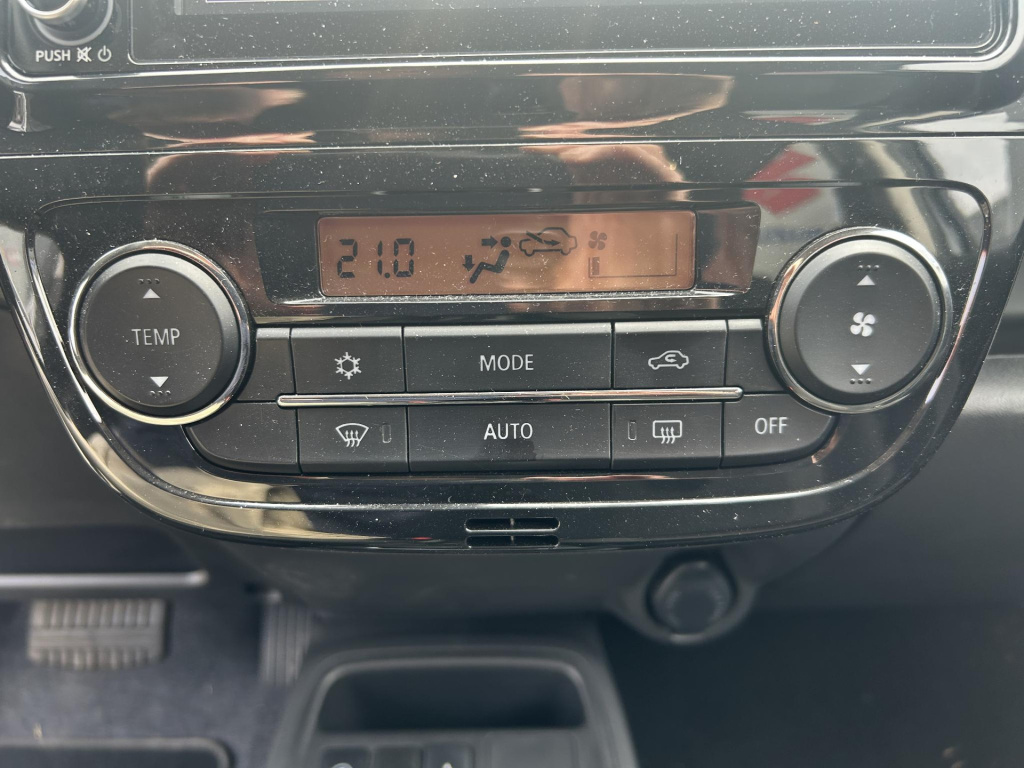 PUSH
21.0
TEMP
MODE
AUTO
OFF